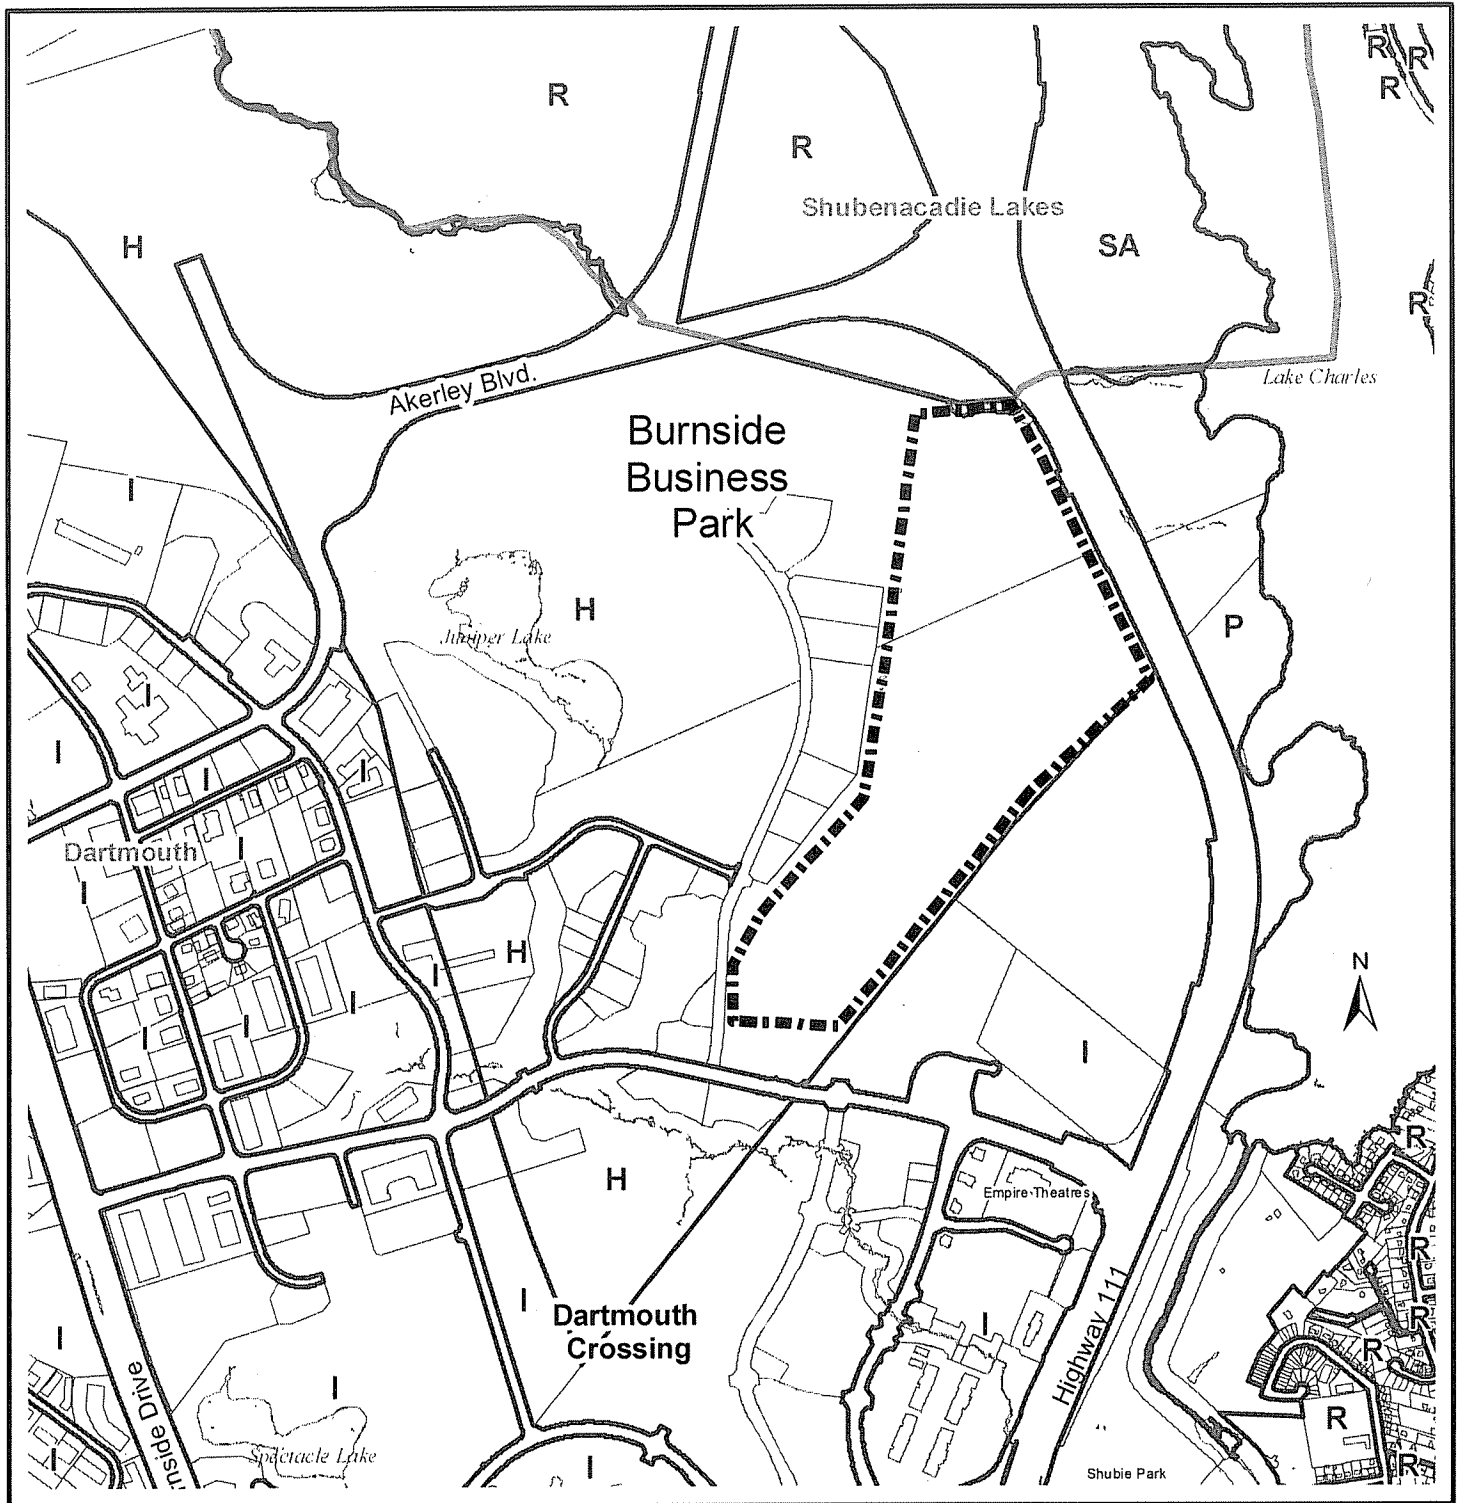 R
R
R
R
R
Shubenacadie Lakes
H
SA
R
Akerley Blvd.
Lake Charles
Burnside
Business
Park
I
H
P
Juniper Lake
I
I
I
I
Dartmouth
I
I
H
I
I
I
I
N
I
R
H
Empire Theatres
R
I
Dartmouth
Crossing
I
I
R
R
Highway 111
I
R
nside Drive
I
Spectacle Lake
I
Shubie Park
R